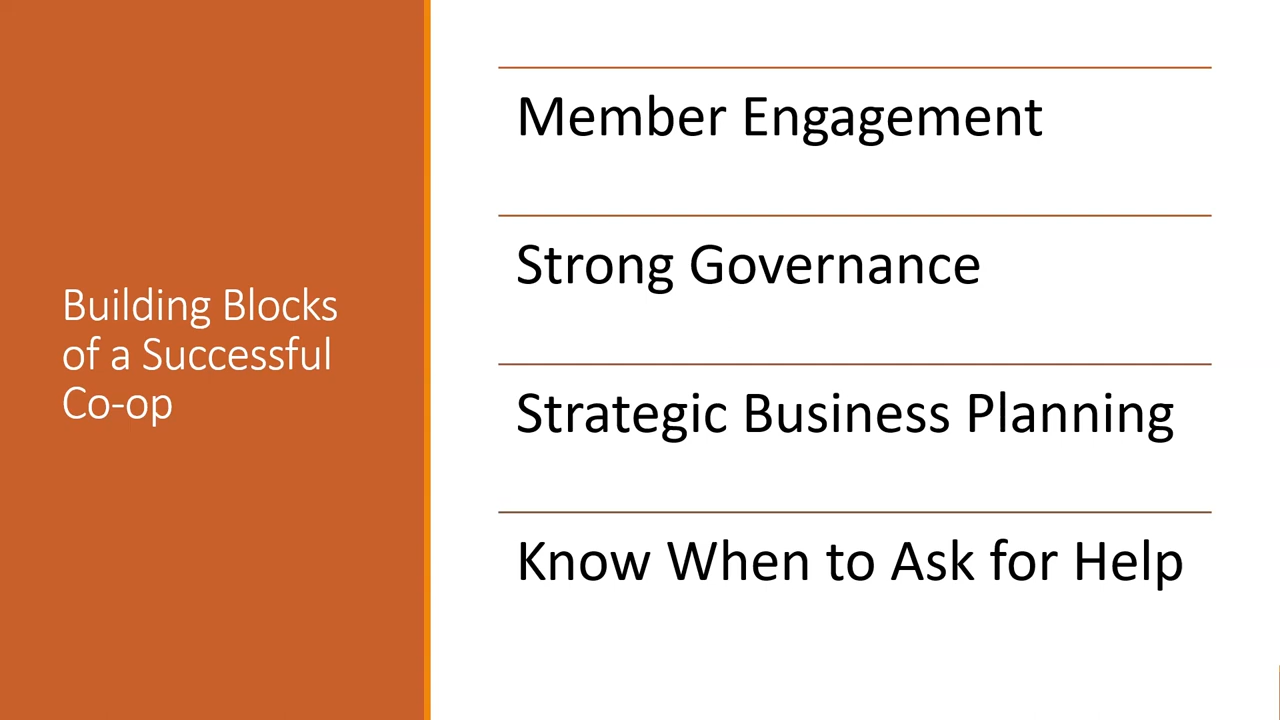 Building Blocks
of a Successful
Co-op
Member Engagement
Strong Governance
Strategic Business Planning
Know When to Ask for Help